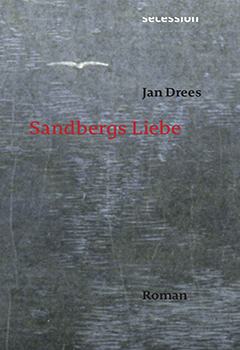 secession
Jan Drees
Sandbergs Liebe
Roman